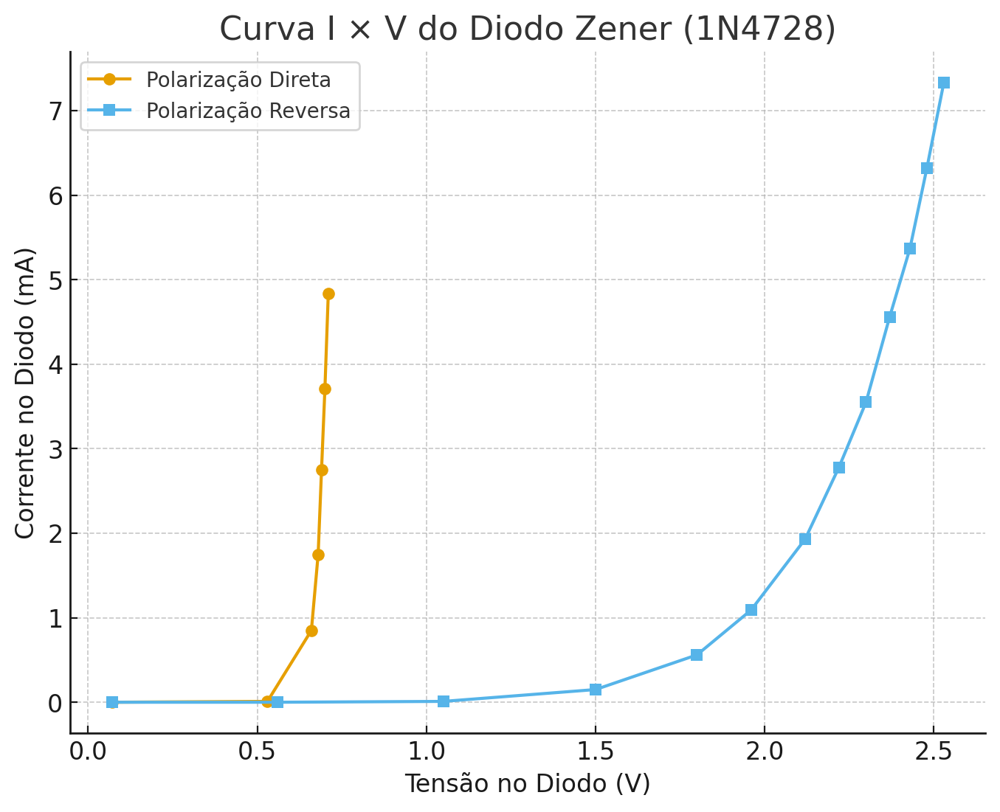 Curva I × V do Diodo Zener (1N4728)
Polarização Direta
Polarização Reversa
Corrente no Diodo (mA)
7
6
5
4
3
2
1
0
0.0 0.5 1.0 1.5 2.0 2.5
Tensão no Diodo (V)